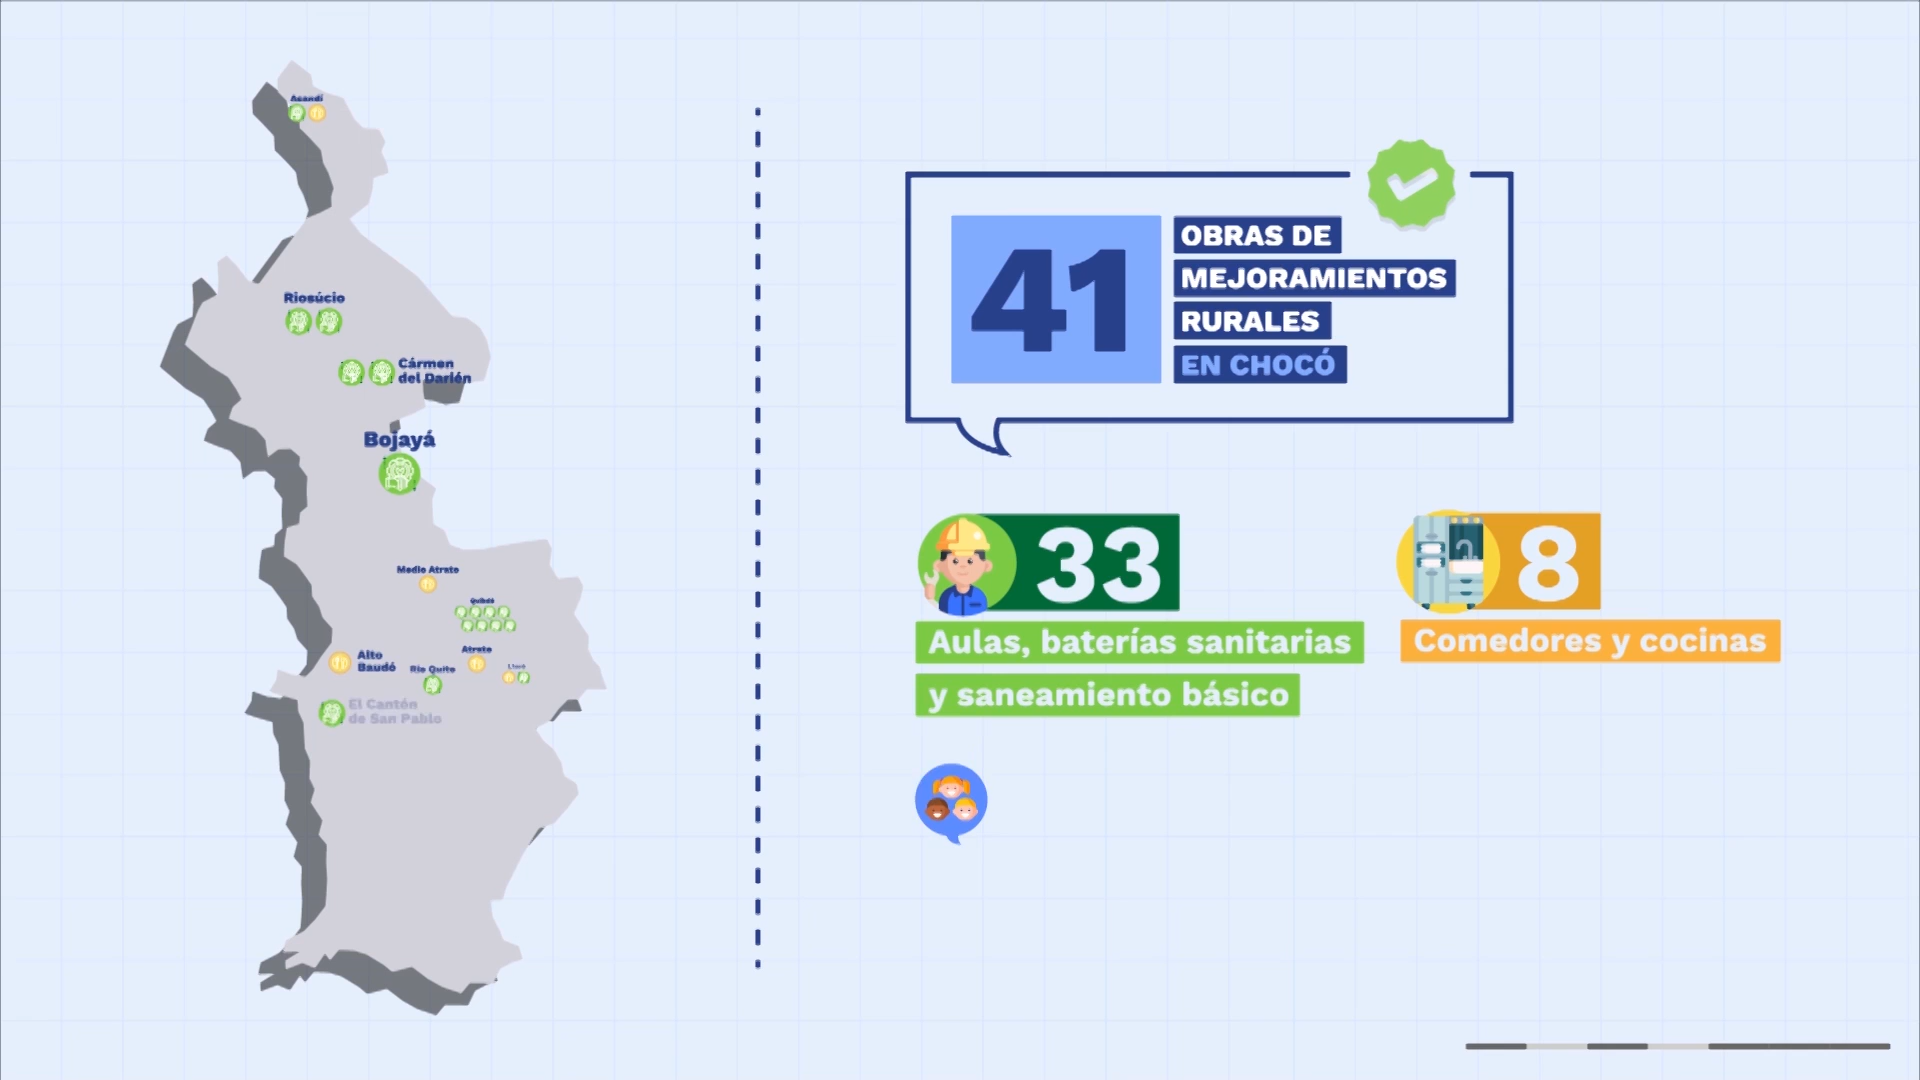 Acandí
Riosúcio
Cármen
del Darién
Bojayá
Medio Atrato
Quibdó
Alto
Baudó
Río Quito
Atrato
El Cantón
de San Pablo
41
OBRAS DE
MEJORAMIENTOS
RURALES
EN CHOCÓ
33
Aulas, baterías sanitarias
y saneamiento básico
8
Comedores y cocinas